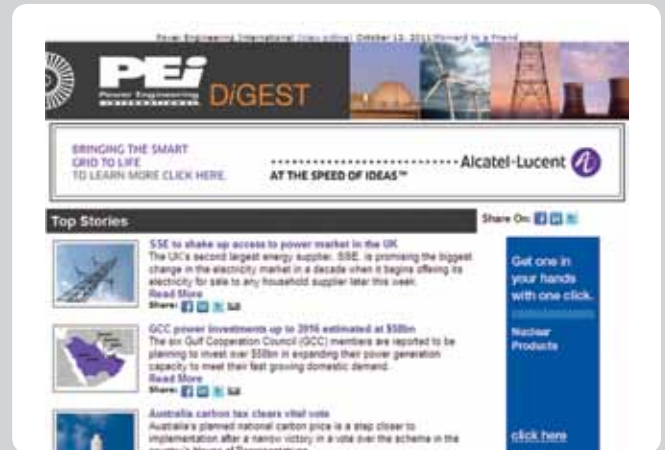 Power Engineering International (view online) October 12, 2011 Forward to a Friend
PEi
Power Engineering
INTERNATIONAL
DiGEST
BRINGING THE SMART
GRID TO LIFE
TO LEARN MORE CLICK HERE.
AT THE SPEED OF IDEAS™
Alcatel-Lucent
Top Stories
Share On:
SSE to shake up access to power market in the UK
The UK's second largest energy supplier, SSE, is promising the biggest
change in the electricity market in a decade when it begins offering its
electricity for sale to any household supplier later this week.
Read More
Share:
GCC power investments up to 2016 estimated at $50bn
The six Gulf Cooperation Council (GCC) members are reported to be
planning to invest over $50bn in expanding their power generation
capacity to meet their fast growing domestic demand.
Read More
Share:
Australia carbon tax clears vital vote
Australia's planned national carbon price is a step closer to
implementation after a narrow victory in a vote over the scheme in the
country's House of Representatives.
Get one in
your hands
with one click.
Nuclear
Products
click here